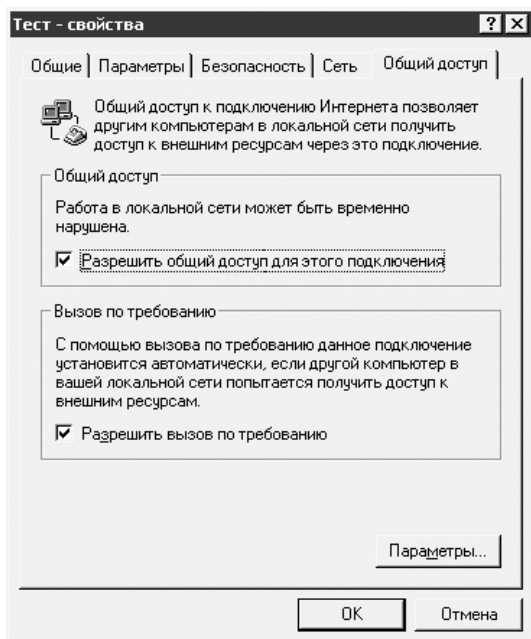 Тест - свойства
Общие
Параметры
Безопасность
Сеть
Общий доступ
Общий доступ к подключению Интернета позволяет
другим компьютерам в локальной сети получить
доступ к внешним ресурсам через это подключение.
Общий доступ
Работа в локальной сети может быть временно
нарушена.
Разрешить общий доступ для этого подключения
Вызов по требованию
С помощью вызова по требованию данное подключение
установится автоматически, если другой компьютер в
вашей локальной сети попытается получить доступ к
внешним ресурсам.
Разрешить вызов по требованию
Параметры...
ОК
Отмена